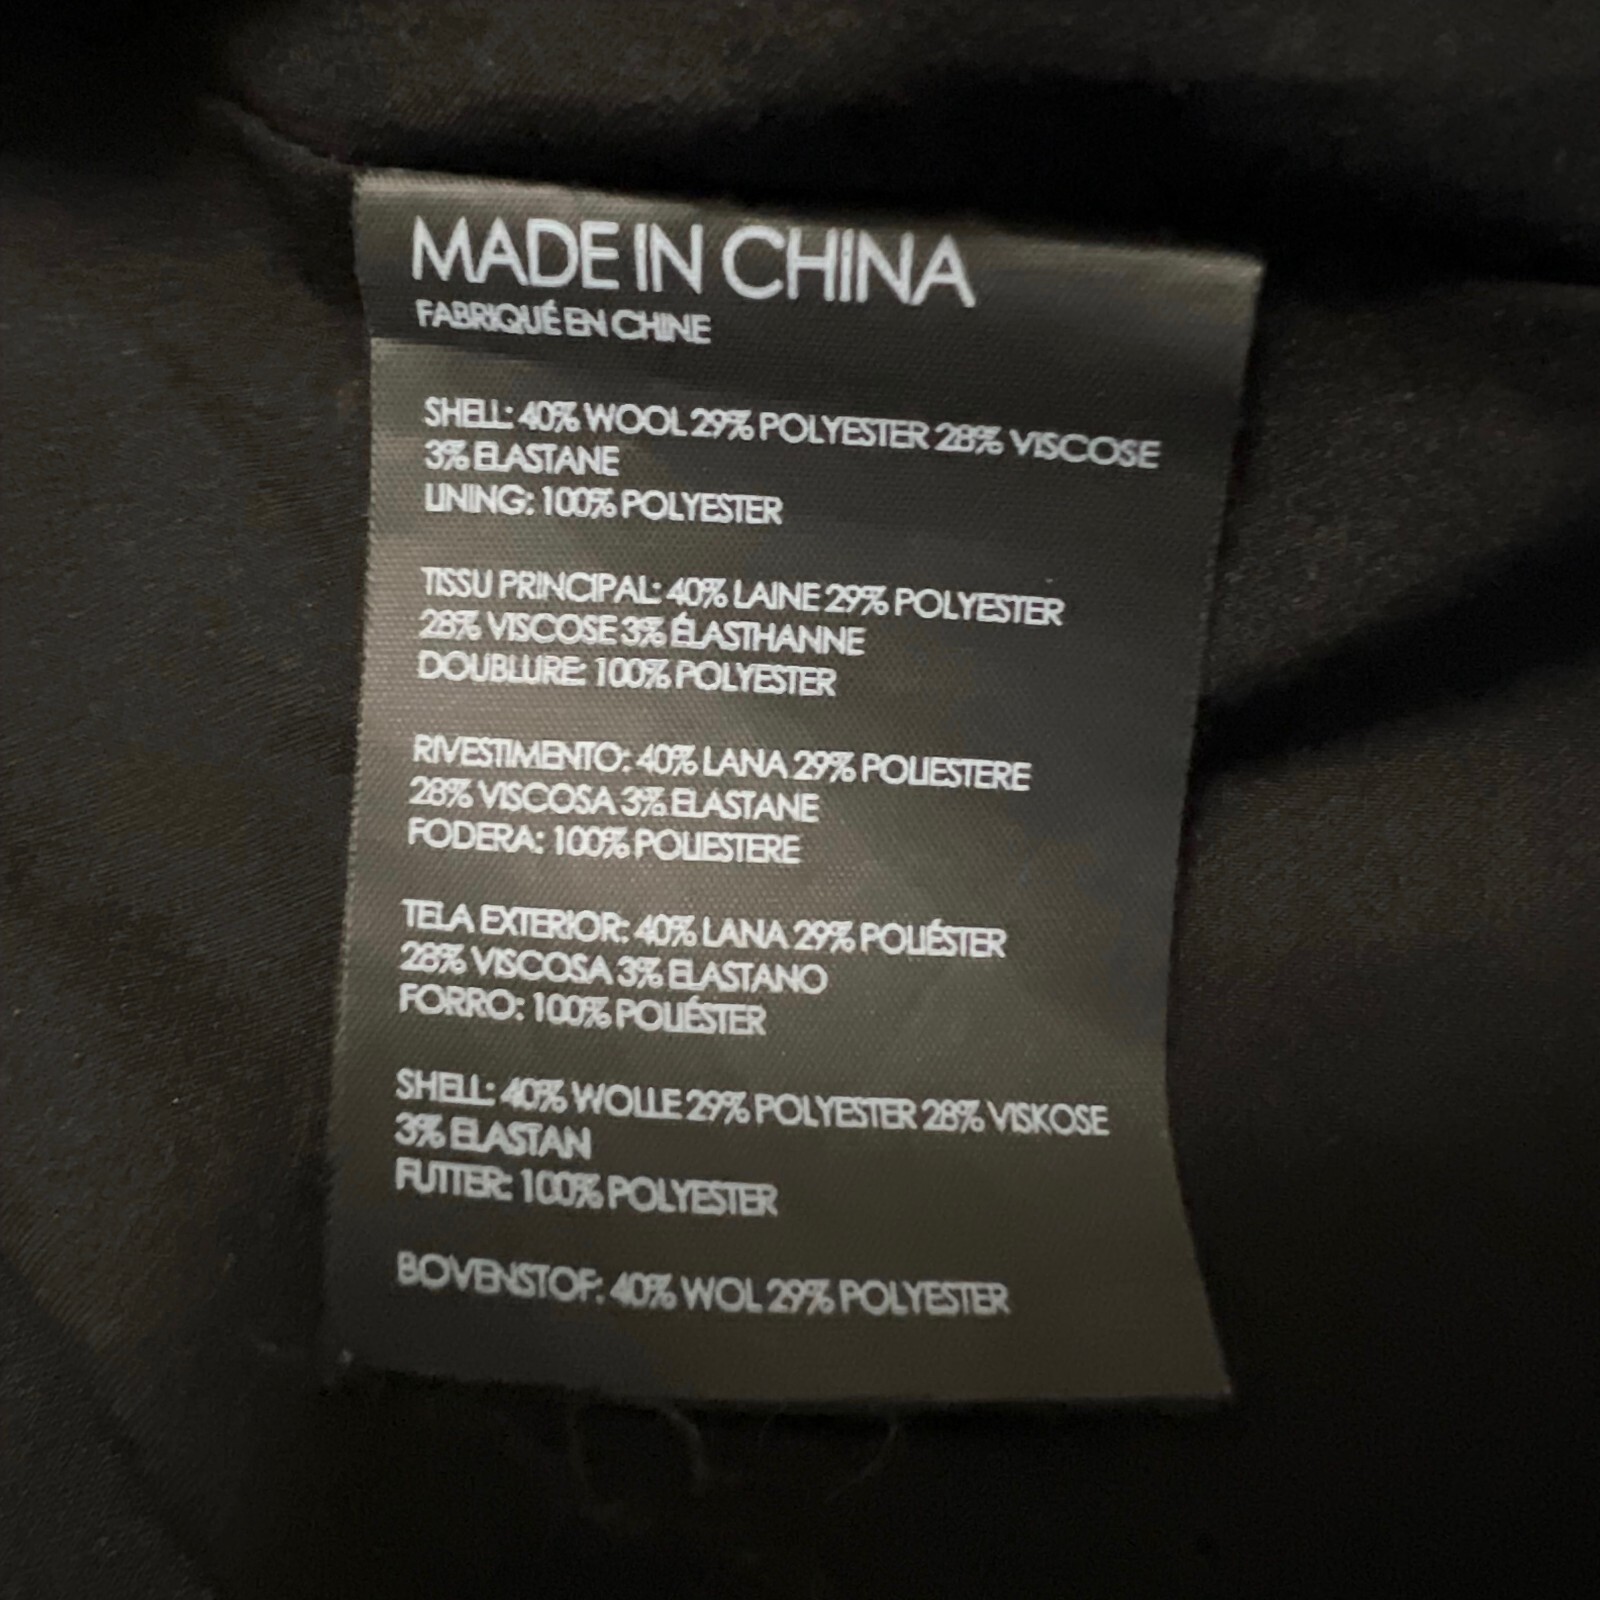 MADE IN CHINA
FABRIQUÉ EN CHINE
SHELL: 40% WOOL 29% POLYESTER 28% VISCOSE
3% ELASTANE
LINING: 100% POLYESTER
TISSU PRINCIPAL: 40% LAINE 29% POLYESTER
28% VISCOSE 3% ÉLASTHANNE
DOUBLURE: 100% POLYESTER
RIVESTIMENTO: 40% LANA 29% POLIESTERE
28% VISCOSA 3% ELASTANE
FODERA: 100% POLIESTERE
TELA EXTERIOR: 40% LANA 29% POLIÉSTER
28% VISCOSA 3% ELASTANO
FORRO: 100% POLIÉSTER
SHELL: 40% WOLLE 29% POLYESTER 28% VISKOSE
3% ELASTAN
FUTTER: 100% POLYESTER
BOVENSTOF: 40% WOL 29% POLYESTER